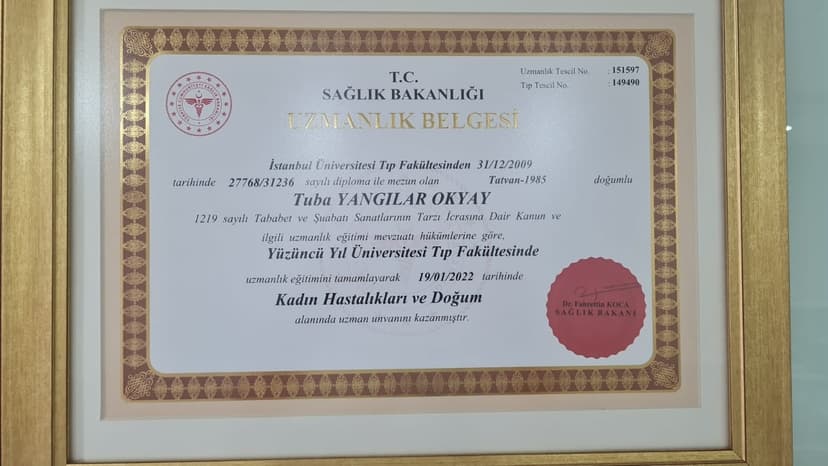 T.C.
SAĞLIK BAKANLIĞI
UZMANLIK BELGESİ
Uzmanlık Tescil No. : 151597
Tıp Tescil No. : 149490
İstanbul Üniversitesi Tıp Fakültesinden 31/12/2009
tarihinde 27768/31236 sayılı diploma ile mezun olan Tatvan-1985 doğumlu
Tuba YANGILAR OKYAY
1219 sayılı Tababet ve Şuabatı Sanatlarının Tarzı İcrasına Dair Kanun ve
ilgili uzmanlık eğitimi mevzuatı hükümlerine göre,
Yüzüncü Yıl Üniversitesi Tıp Fakültesinde
uzmanlık eğitimini tamamlayarak 19/01/2022 tarihinde
Kadın Hastalıkları ve Doğum
alanında uzman unvanını kazanmıştır.
Dr. Fahrettin KOCA
SAĞLIK BAKANI